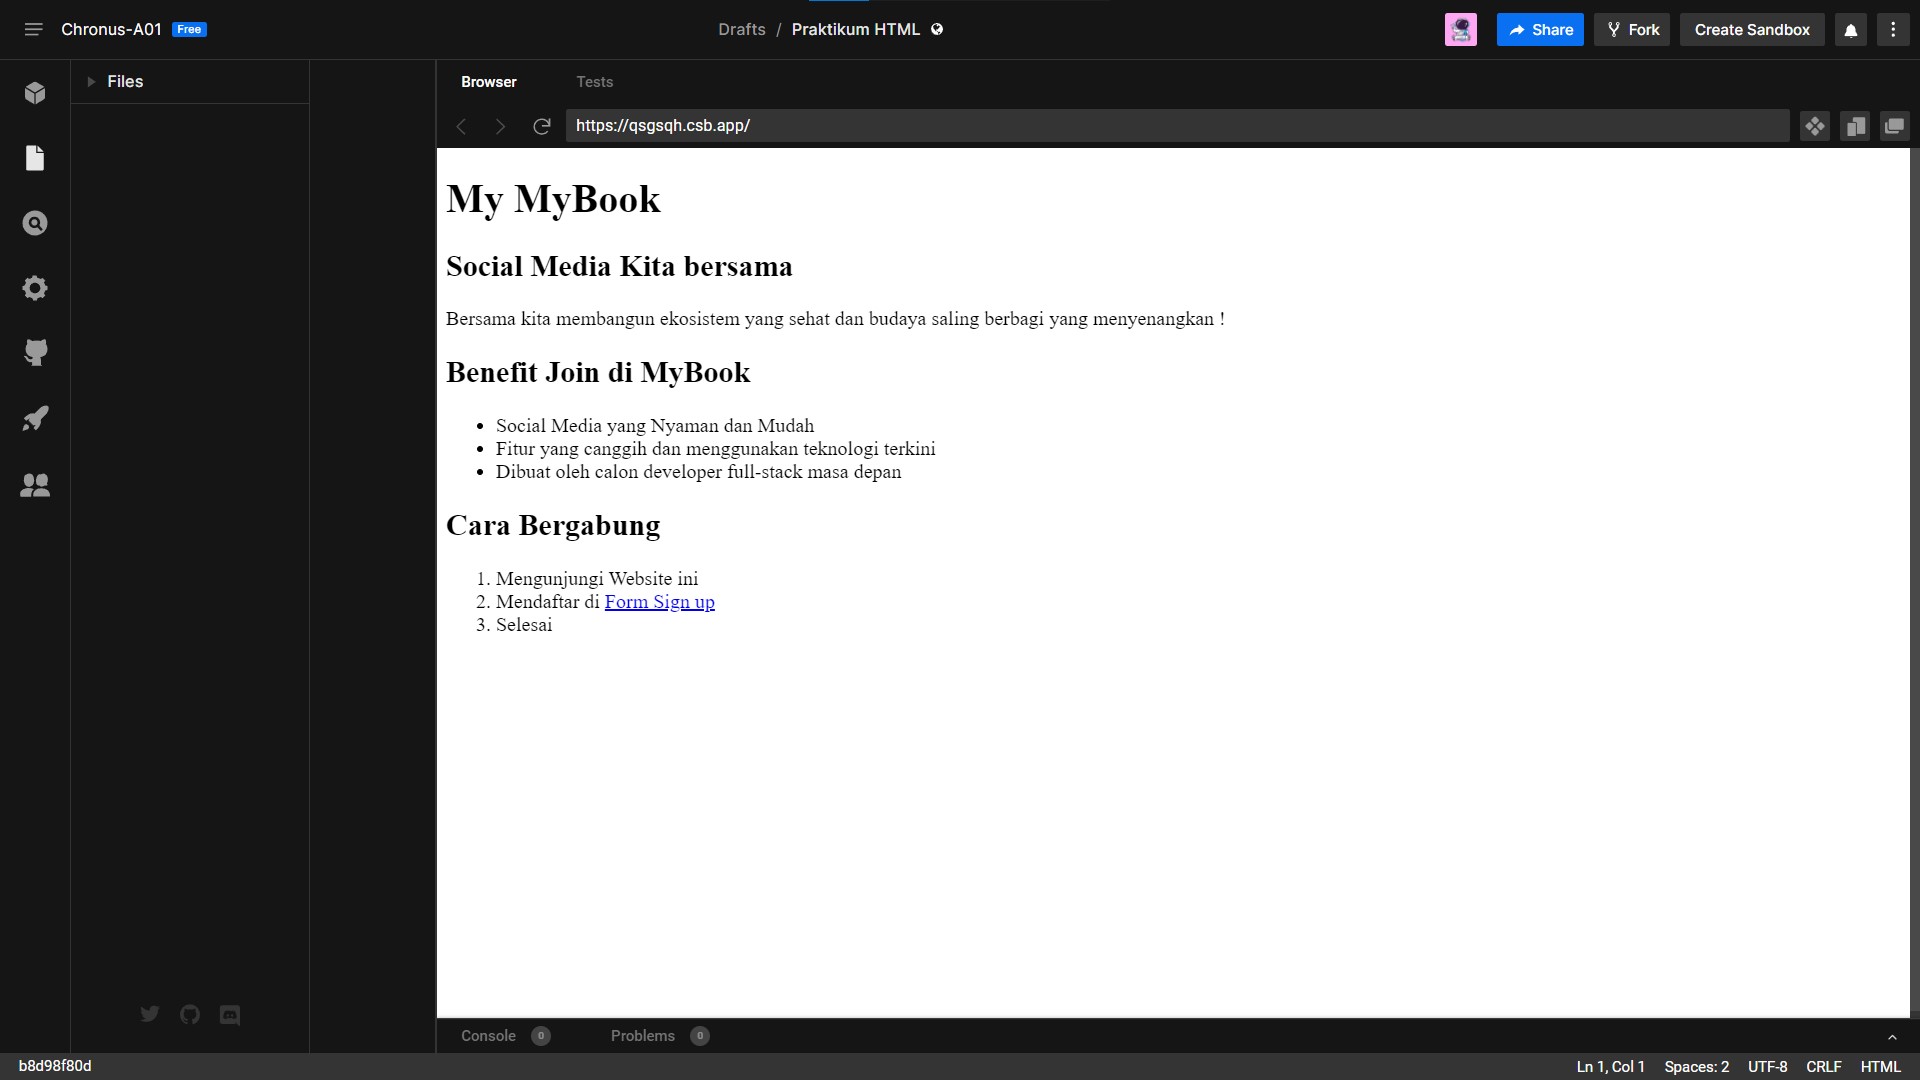 Chronus-A01 Free
Drafts / Praktikum HTML
Share
Fork
Create Sandbox
Files
Browser
Tests
https://qsgsqh.csb.app/
My MyBook
Social Media Kita bersama
Bersama kita membangun ekosistem yang sehat dan budaya saling berbagi yang menyenangkan !
Benefit Join di MyBook
• Social Media yang Nyaman dan Mudah
• Fitur yang canggih dan menggunakan teknologi terkini
• Dibuat oleh calon developer full-stack masa depan
Cara Bergabung
1. Mengunjungi Website ini
2. Mendaftar di Form Sign up
3. Selesai
Console 0
Problems 0
b8d98f80d
Ln 1, Col 1 Spaces: 2 UTF-8 CRLF HTML